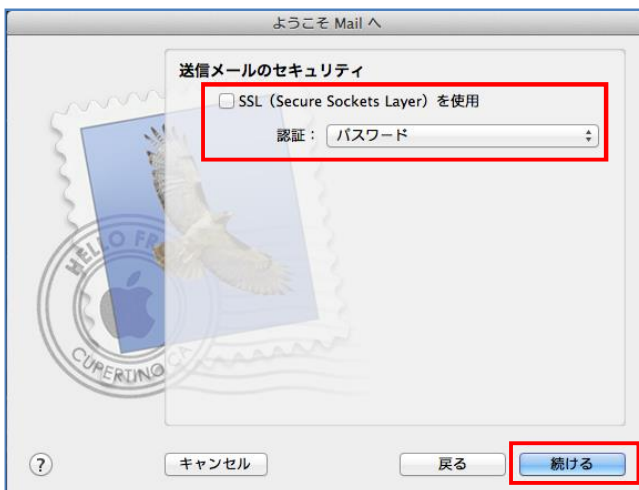 ようこそ Mail へ
送信メールのセキュリティ
SSL（Secure Sockets Layer）を使用
認証： パスワード
HELLO FR
CUPERTINO CA
? キャンセル 戻る 続ける